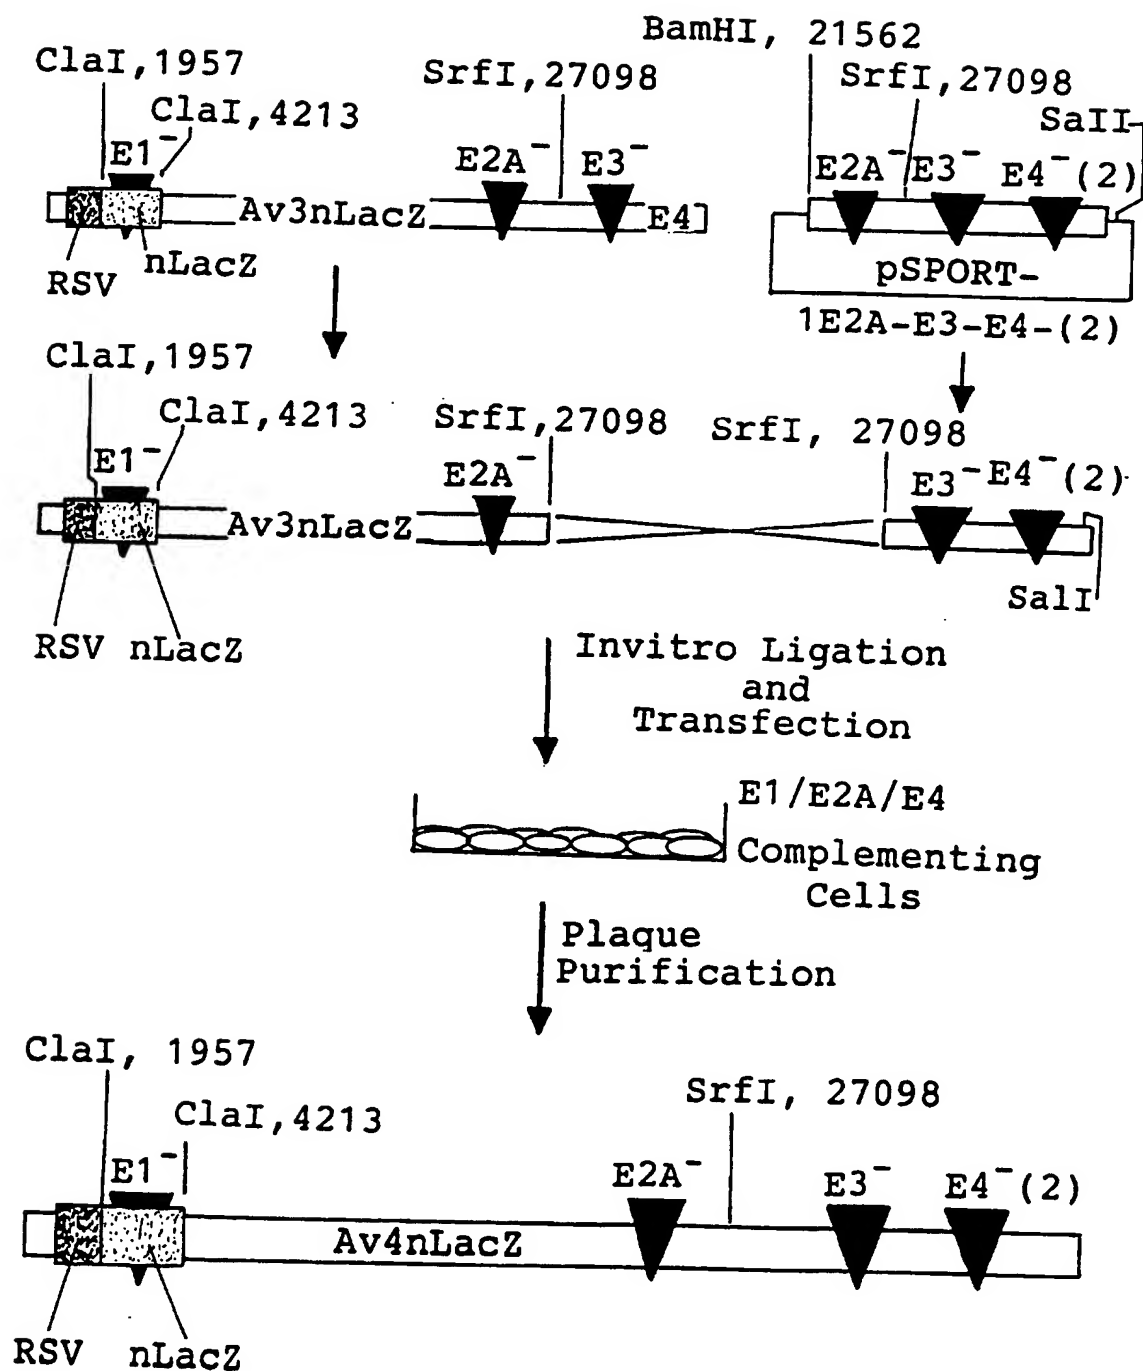 BamHI, 21562
ClaI,1957
SrfI,27098
SrfI,27098
ClaI,4213
SaII
E1-
E2A-
E3-
E2A-
E3-
E4-(2)
Av3nLacZ
E4
RSV
nLacZ
pSPORT-
1E2A-E3-E4-(2)
ClaI,1957
ClaI,4213
SrfI,27098
SrfI, 27098
E1-
E2A-
E3-
E4-(2)
Av3nLacZ
SalI
RSV
nLacZ
Invitro Ligation
and
Transfection
E1/E2A/E4
Complementing
Cells
Plaque
Purification
ClaI, 1957
ClaI,4213
SrfI, 27098
E1-
E2A-
E3-
E4-(2)
Av4nLacZ
RSV
nLacZ